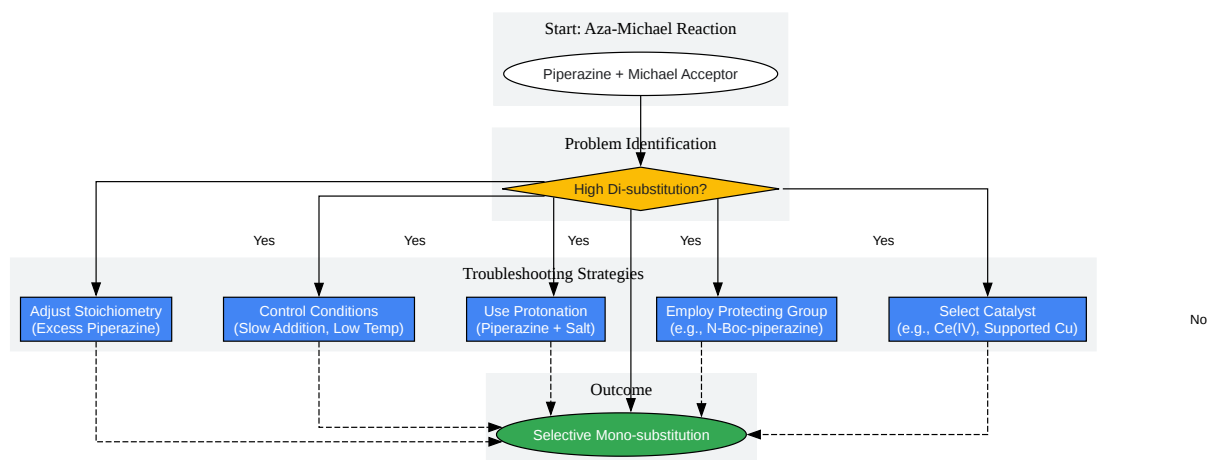 Start: Aza-Michael Reaction
Piperazine + Michael Acceptor
Problem Identification
High Di-substitution?
Yes
Yes
Yes
Yes
Yes
Troubleshooting Strategies
Adjust Stoichiometry
(Excess Piperazine)
Control Conditions
(Slow Addition, Low Temp)
Use Protonation
(Piperazine + Salt)
Employ Protecting Group
(e.g., N-Boc-piperazine)
Select Catalyst
(e.g., Ce(IV), Supported Cu)
No
Outcome
Selective Mono-substitution